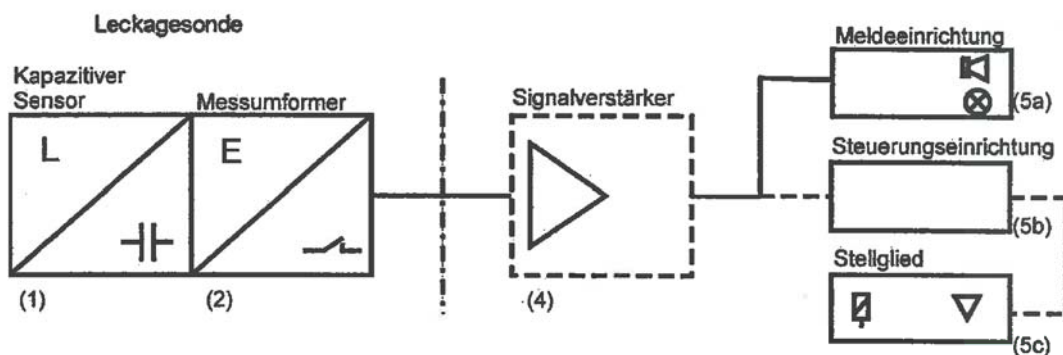 Leckagesonde
Kapazitiver
Sensor
Messumformer
L
E
(1)
(2)
Signalverstärker
(4)
Meldeeinrichtung
(5a)
Steuerungseinrichtung
(5b)
Stellglied
(5c)